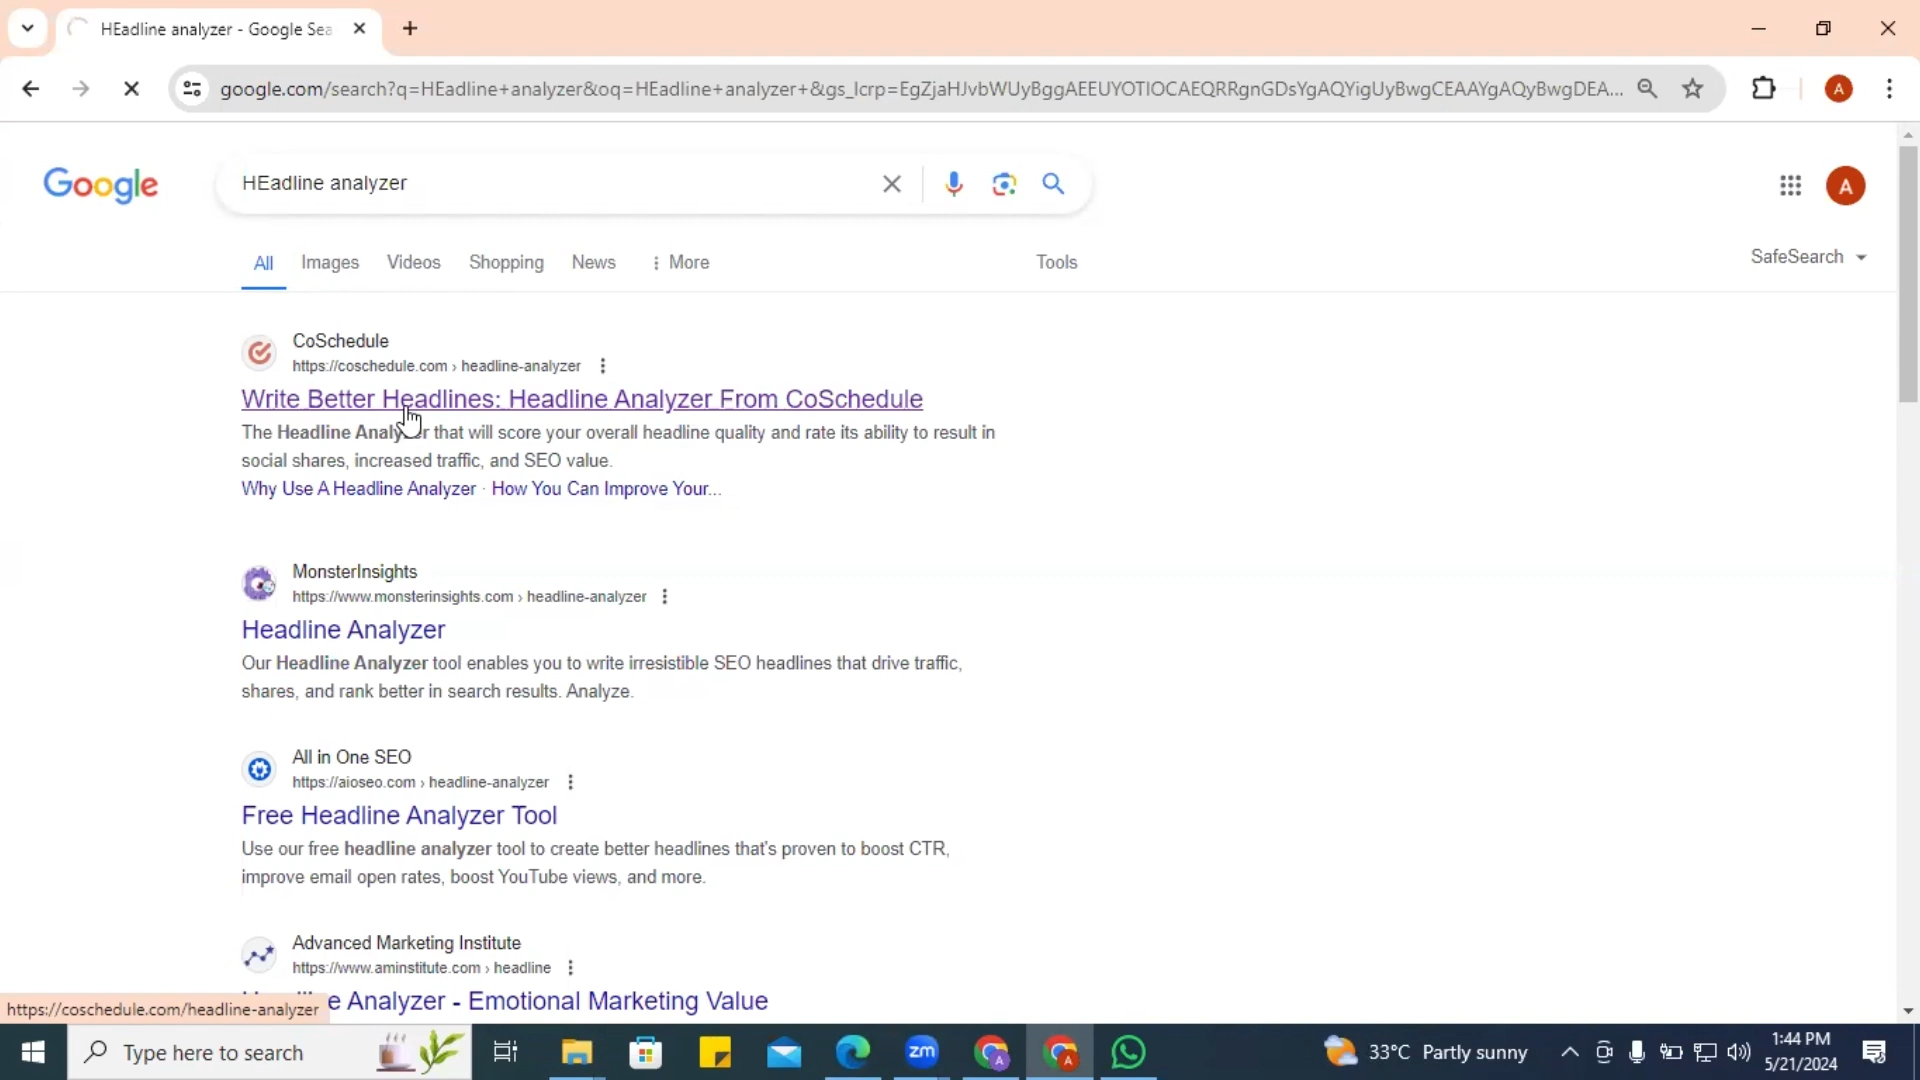 HEadline analyzer - Google Sea
google.com/search?q=HEadline+analyzer&oq=HEadline+analyzer+&gs_lcrp=EgZjaHJvbWUyBggAEEUYOTIOCAEQRRgnGDsYgAQYigUyBwgCEAAYgAQyBwgDEA...
A
Google
HEadline analyzer
A
All
Images
Videos
Shopping
News
More
Tools
SafeSearch
CoSchedule
https://coschedule.com › headline-analyzer
Write Better Headlines: Headline Analyzer From CoSchedule
The Headline Analyzer that will score your overall headline quality and rate its ability to result in
social shares, increased traffic, and SEO value.
Why Use A Headline Analyzer · How You Can Improve Your...
MonsterInsights
https://www.monsterinsights.com › headline-analyzer
Headline Analyzer
Our Headline Analyzer tool enables you to write irresistible SEO headlines that drive traffic,
shares, and rank better in search results. Analyze.
All in One SEO
https://aioseo.com › headline-analyzer
Free Headline Analyzer Tool
Use our free headline analyzer tool to create better headlines that's proven to boost CTR,
improve email open rates, boost YouTube views, and more.
Advanced Marketing Institute
https://www.aminstitute.com › headline
Analyzer - Emotional Marketing Value
https://coschedule.com/headline-analyzer
Type here to search
zm
A
A
33°C Partly sunny
1:44 PM
5/21/2024